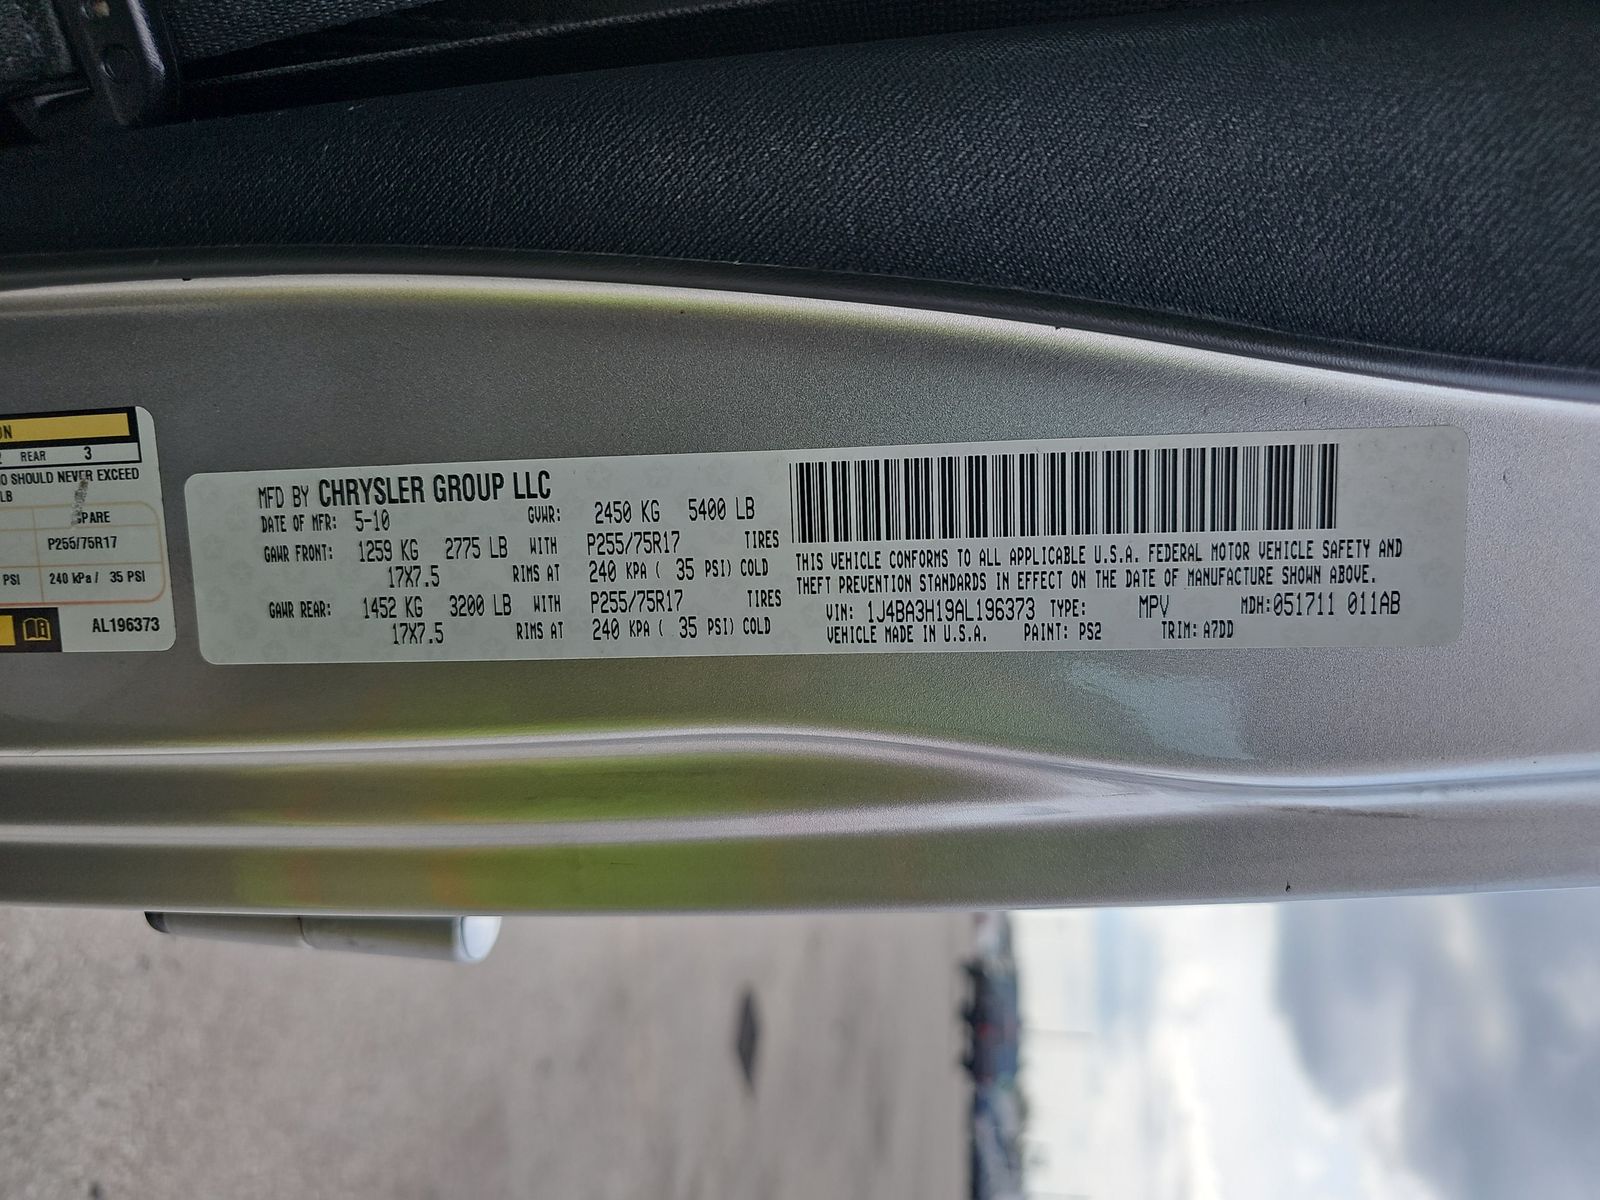 ON
REAR 3
O SHOULD NEVER EXCEED
LB
SPARE
P255/75R17
PSI 240 kPa / 35 PSI
AL196373
MFD BY CHRYSLER GROUP LLC
DATE OF MFR: 5-10 GVWR: 2450 KG 5400 LB
GAWR FRONT: 1259 KG 2775 LB WITH P255/75R17 TIRES
17X7.5 RIMS AT 240 KPA ( 35 PSI) COLD
GAWR REAR: 1452 KG 3200 LB WITH P255/75R17 TIRES
17X7.5 RIMS AT 240 KPA ( 35 PSI) COLD
THIS VEHICLE CONFORMS TO ALL APPLICABLE U.S.A. FEDERAL MOTOR VEHICLE SAFETY AND
THEFT PREVENTION STANDARDS IN EFFECT ON THE DATE OF MANUFACTURE SHOWN ABOVE.
VIN: 1J4BA3H19AL196373 TYPE: MPV MDH:051711 011AB
VEHICLE MADE IN U.S.A. PAINT: PS2 TRIM: A7DD